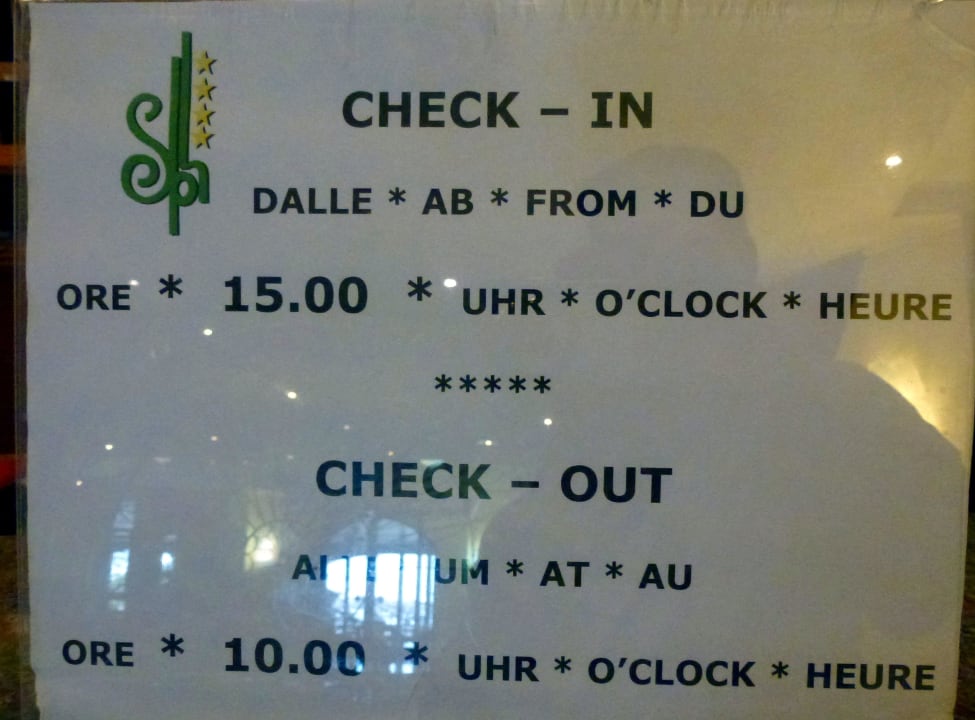 CHECK – IN
DALLE * AB * FROM * DU
ORE * 15.00 * UHR * O'CLOCK * HEURE
*****
CHECK – OUT
UM * AT * AU
ORE * 10.00 * UHR * O'CLOCK * HEURE